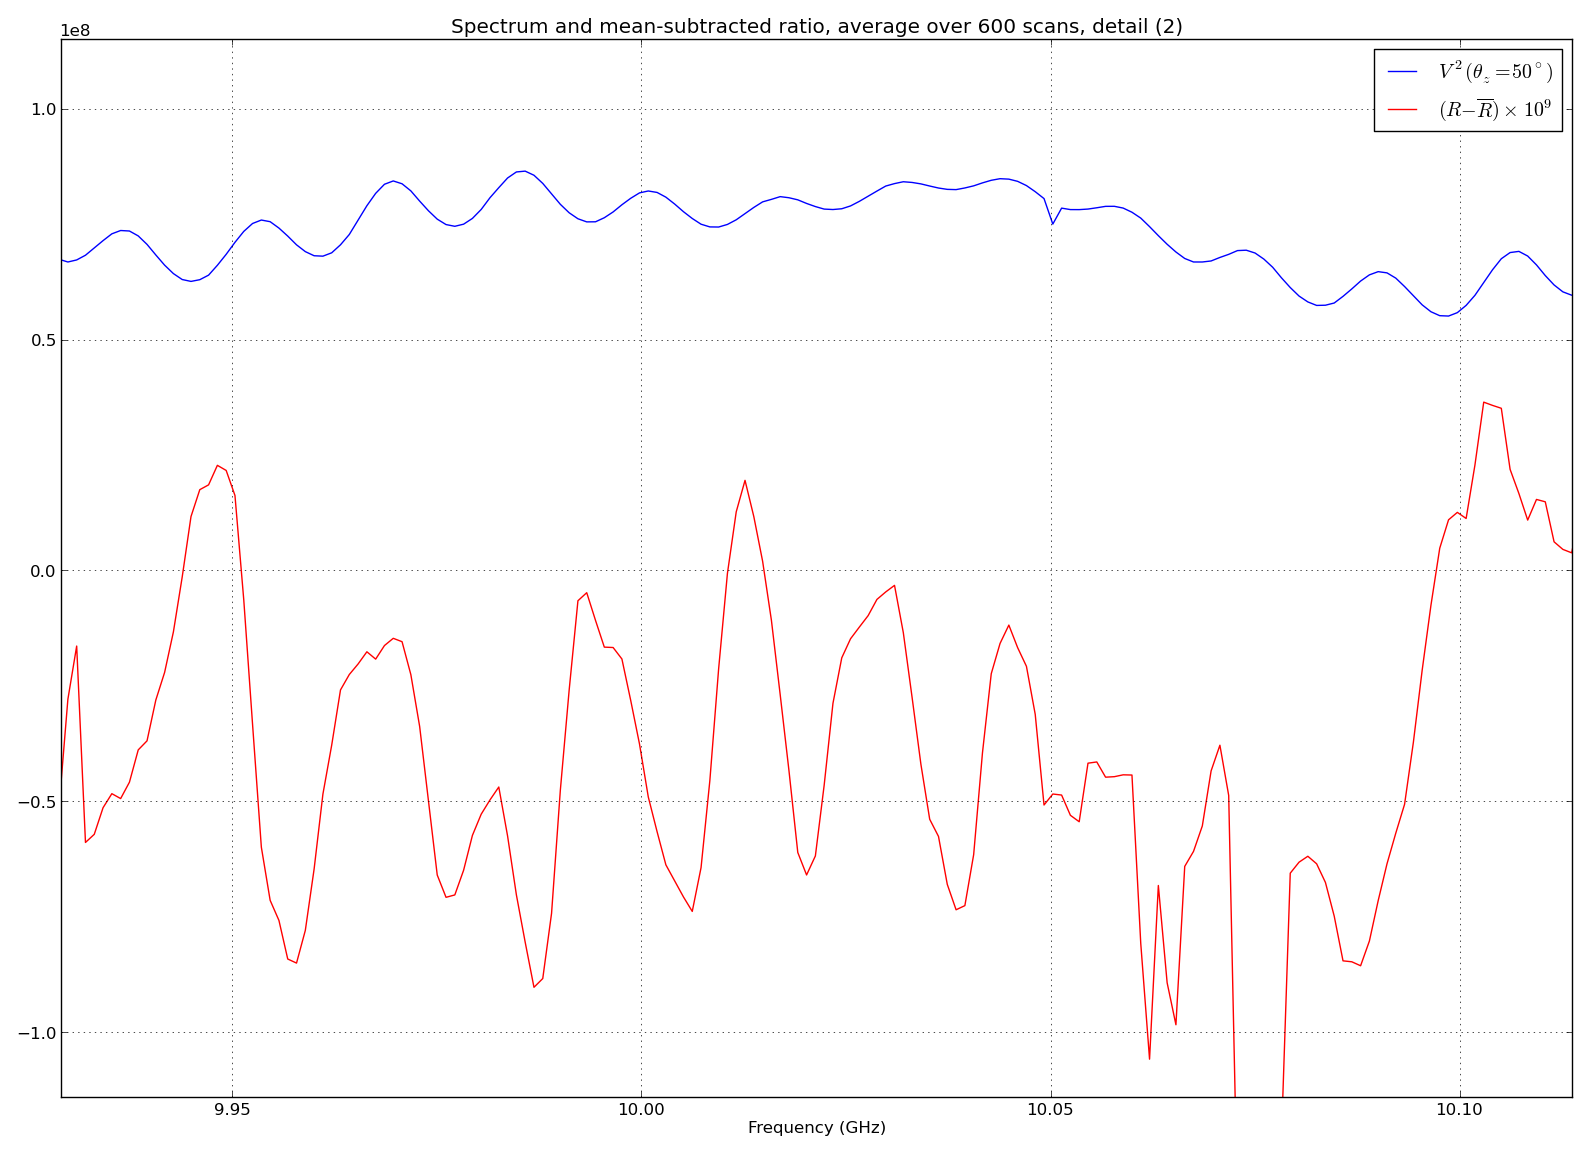 Spectrum and mean-subtracted ratio, average over 600 scans, detail (2)
1e8
V²(θ_z=50°)
(R−R̅)×10⁹
1.0
0.5
0.0
−0.5
−1.0
9.95 10.00 10.05 10.10
Frequency (GHz)